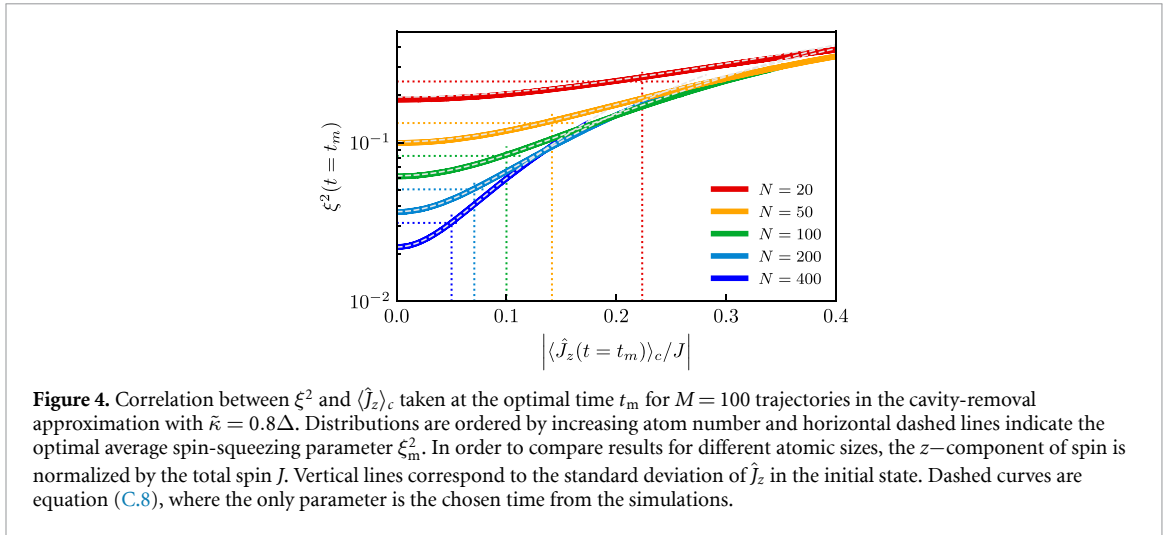 ξ²(t = tₘ)
10⁻¹
10⁻²
N = 20
N = 50
N = 100
N = 200
N = 400
0.0 0.1 0.2 0.3 0.4
|⟨Ĵ_z(t = tₘ)⟩_c/J|
Figure 4. Correlation between ξ² and ⟨Ĵ_z⟩_c taken at the optimal time t_m for M = 100 trajectories in the cavity-removal
approximation with κ̃ = 0.8Δ. Distributions are ordered by increasing atom number and horizontal dashed lines indicate the
optimal average spin-squeezing parameter ξ²_m. In order to compare results for different atomic sizes, the z−component of spin is
normalized by the total spin J. Vertical lines correspond to the standard deviation of Ĵ_z in the initial state. Dashed curves are
equation (C.8), where the only parameter is the chosen time from the simulations.